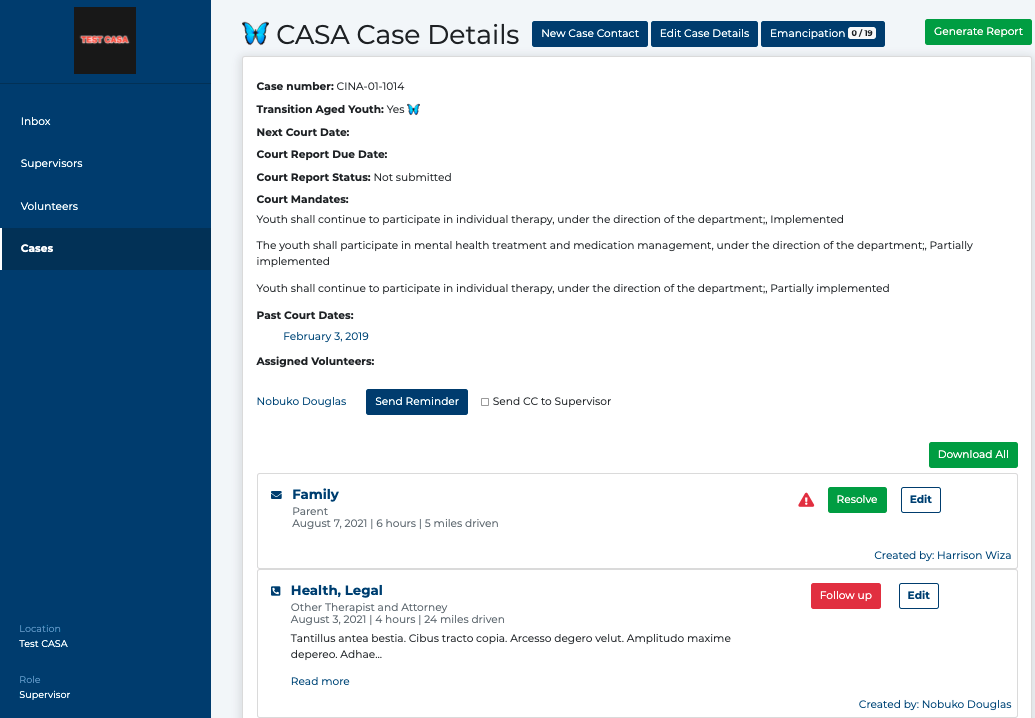 TEST CASA
Inbox
Supervisors
Volunteers
Cases
Location
Test CASA
Role
Supervisor
CASA Case Details
New Case Contact
Edit Case Details
Emancipation 0 / 19
Generate Report
Case number: CINA-01-1014
Transition Aged Youth: Yes
Next Court Date:
Court Report Due Date:
Court Report Status: Not submitted
Court Mandates:
Youth shall continue to participate in individual therapy, under the direction of the department;, Implemented
The youth shall participate in mental health treatment and medication management, under the direction of the department;, Partially
implemented
Youth shall continue to participate in individual therapy, under the direction of the department;, Partially implemented
Past Court Dates:
February 3, 2019
Assigned Volunteers:
Nobuko Douglas
Send Reminder
Send CC to Supervisor
Download All
Family
Parent
August 7, 2021 | 6 hours | 5 miles driven
Resolve
Edit
Created by: Harrison Wiza
Health, Legal
Other Therapist and Attorney
August 3, 2021 | 4 hours | 24 miles driven
Tantillus antea bestia. Cibus tracto copia. Arcesso degero velut. Amplitudo maxime
depereo. Adhae...
Read more
Follow up
Edit
Created by: Nobuko Douglas